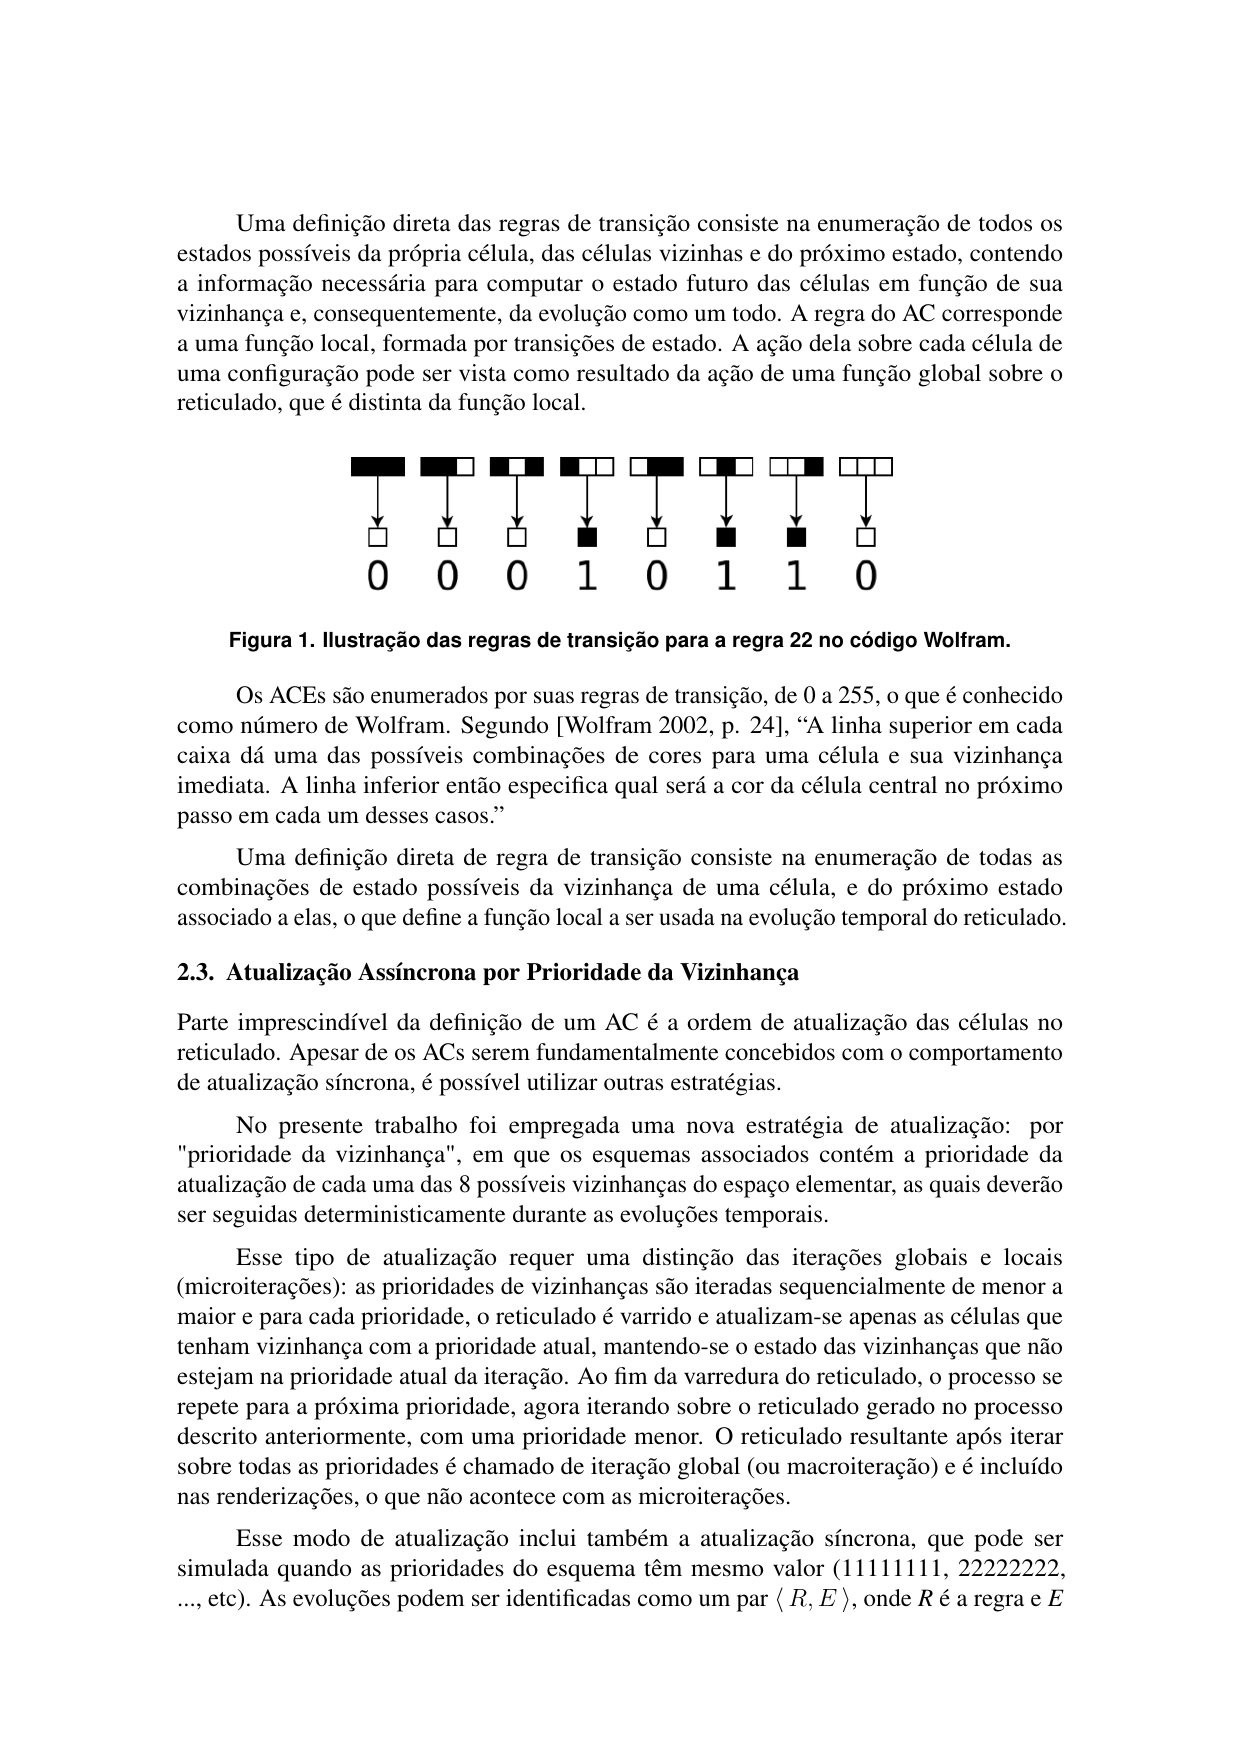 Uma definição direta das regras de transição consiste na enumeração de todos os
estados possíveis da própria célula, das células vizinhas e do próximo estado, contendo
a informação necessária para computar o estado futuro das células em função de sua
vizinhança e, consequentemente, da evolução como um todo. A regra do AC corresponde
a uma função local, formada por transições de estado. A ação dela sobre cada célula de
uma configuração pode ser vista como resultado da ação de uma função global sobre o
reticulado, que é distinta da função local.
0 0 0 1 0 1 1 0
Figura 1. Ilustração das regras de transição para a regra 22 no código Wolfram.
Os ACEs são enumerados por suas regras de transição, de 0 a 255, o que é conhecido
como número de Wolfram. Segundo [Wolfram 2002, p. 24], “A linha superior em cada
caixa dá uma das possíveis combinações de cores para uma célula e sua vizinhança
imediata. A linha inferior então especifica qual será a cor da célula central no próximo
passo em cada um desses casos.”
Uma definição direta de regra de transição consiste na enumeração de todas as
combinações de estado possíveis da vizinhança de uma célula, e do próximo estado
associado a elas, o que define a função local a ser usada na evolução temporal do reticulado.
2.3. Atualização Assíncrona por Prioridade da Vizinhança
Parte imprescindível da definição de um AC é a ordem de atualização das células no
reticulado. Apesar de os ACs serem fundamentalmente concebidos com o comportamento
de atualização síncrona, é possível utilizar outras estratégias.
No presente trabalho foi empregada uma nova estratégia de atualização: por
"prioridade da vizinhança", em que os esquemas associados contém a prioridade da
atualização de cada uma das 8 possíveis vizinhanças do espaço elementar, as quais deverão
ser seguidas deterministicamente durante as evoluções temporais.
Esse tipo de atualização requer uma distinção das iterações globais e locais
(microiterações): as prioridades de vizinhanças são iteradas sequencialmente de menor a
maior e para cada prioridade, o reticulado é varrido e atualizam-se apenas as células que
tenham vizinhança com a prioridade atual, mantendo-se o estado das vizinhanças que não
estejam na prioridade atual da iteração. Ao fim da varredura do reticulado, o processo se
repete para a próxima prioridade, agora iterando sobre o reticulado gerado no processo
descrito anteriormente, com uma prioridade menor. O reticulado resultante após iterar
sobre todas as prioridades é chamado de iteração global (ou macroiteração) e é incluído
nas renderizações, o que não acontece com as microiterações.
Esse modo de atualização inclui também a atualização síncrona, que pode ser
simulada quando as prioridades do esquema têm mesmo valor (11111111, 22222222,
..., etc). As evoluções podem ser identificadas como um par ⟨ R, E ⟩, onde R é a regra e E